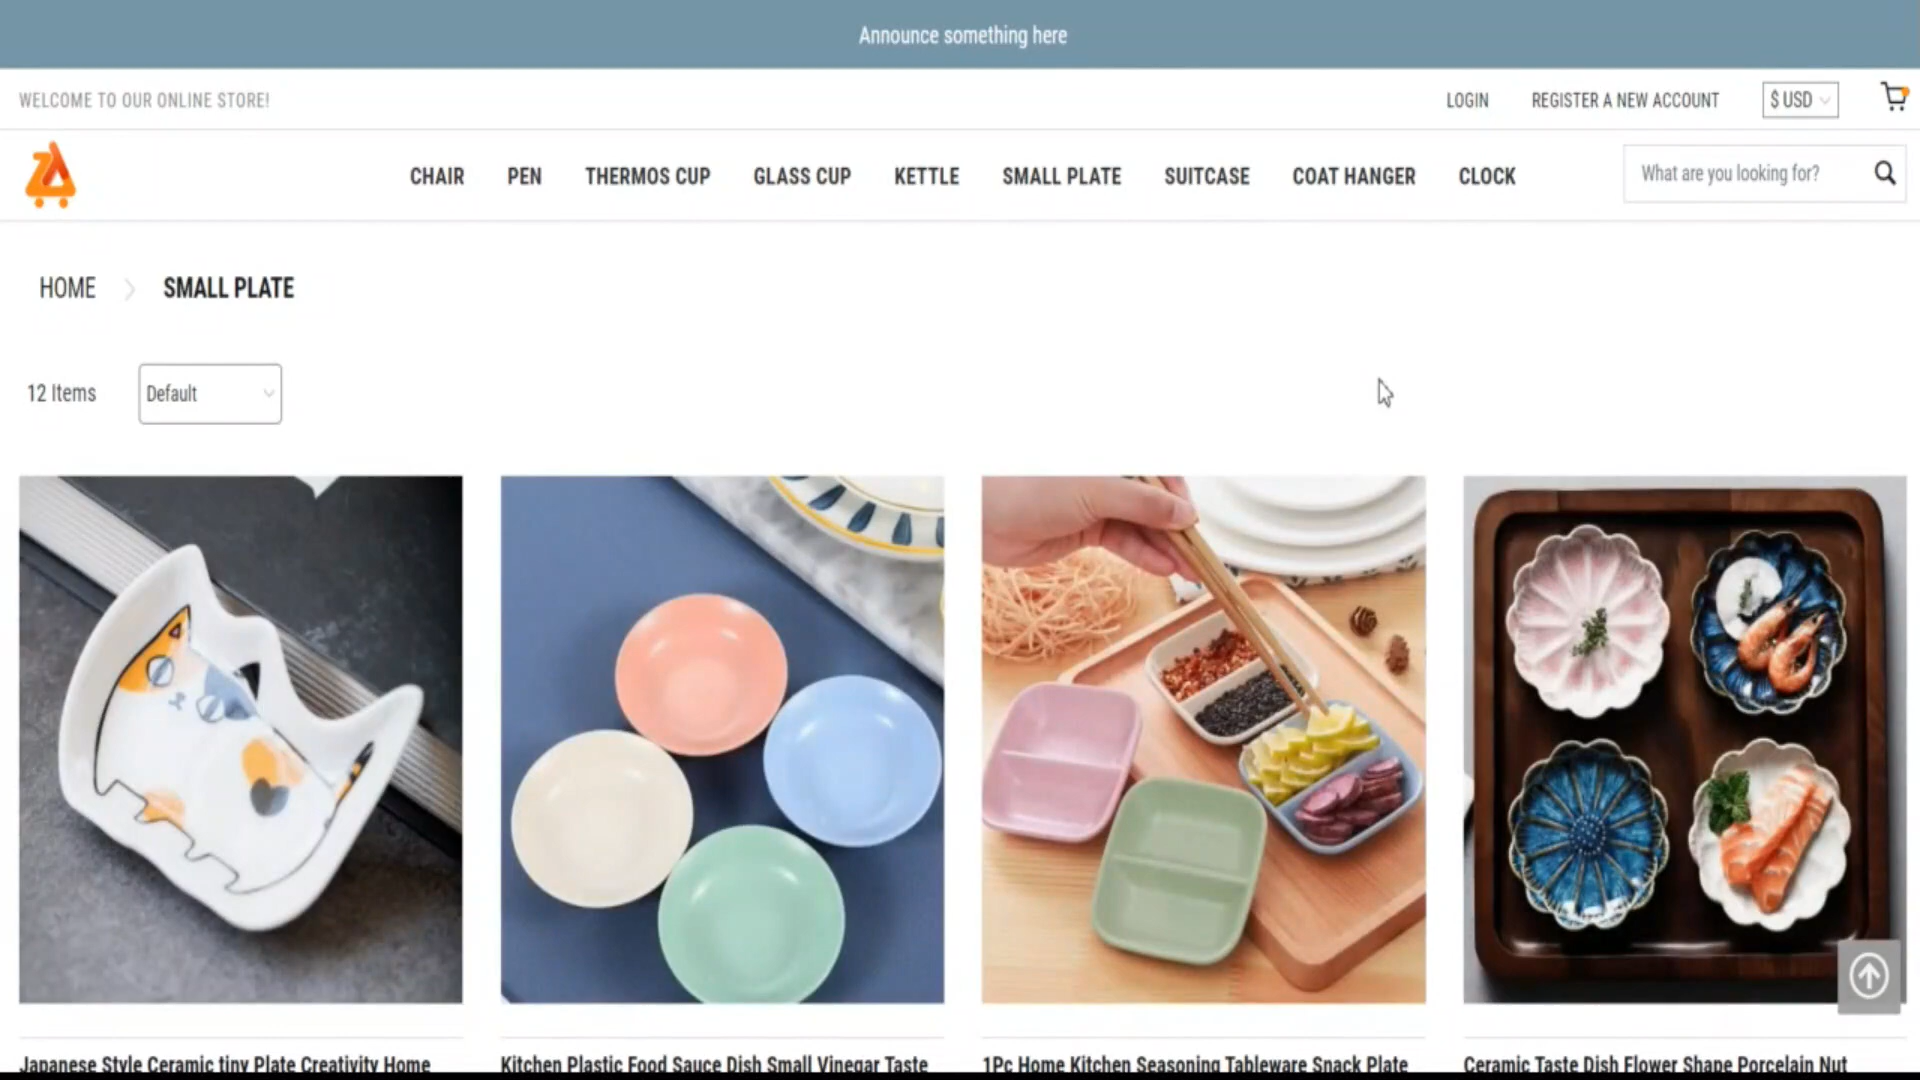 Announce something here
WELCOME TO OUR ONLINE STORE!
LOGIN
REGISTER A NEW ACCOUNT
$ USD
CHAIR
PEN
THERMOS CUP
GLASS CUP
KETTLE
SMALL PLATE
SUITCASE
COAT HANGER
CLOCK
What are you looking for?
HOME
SMALL PLATE
12 Items
Default
Japanese Style Ceramic tiny Plate Creativity Home
Kitchen Plastic Food Sauce Dish Small Vinegar Taste
1Pc Home Kitchen Seasoning Tableware Snack Plate
Ceramic Taste Dish Flower Shape Porcelain Nut